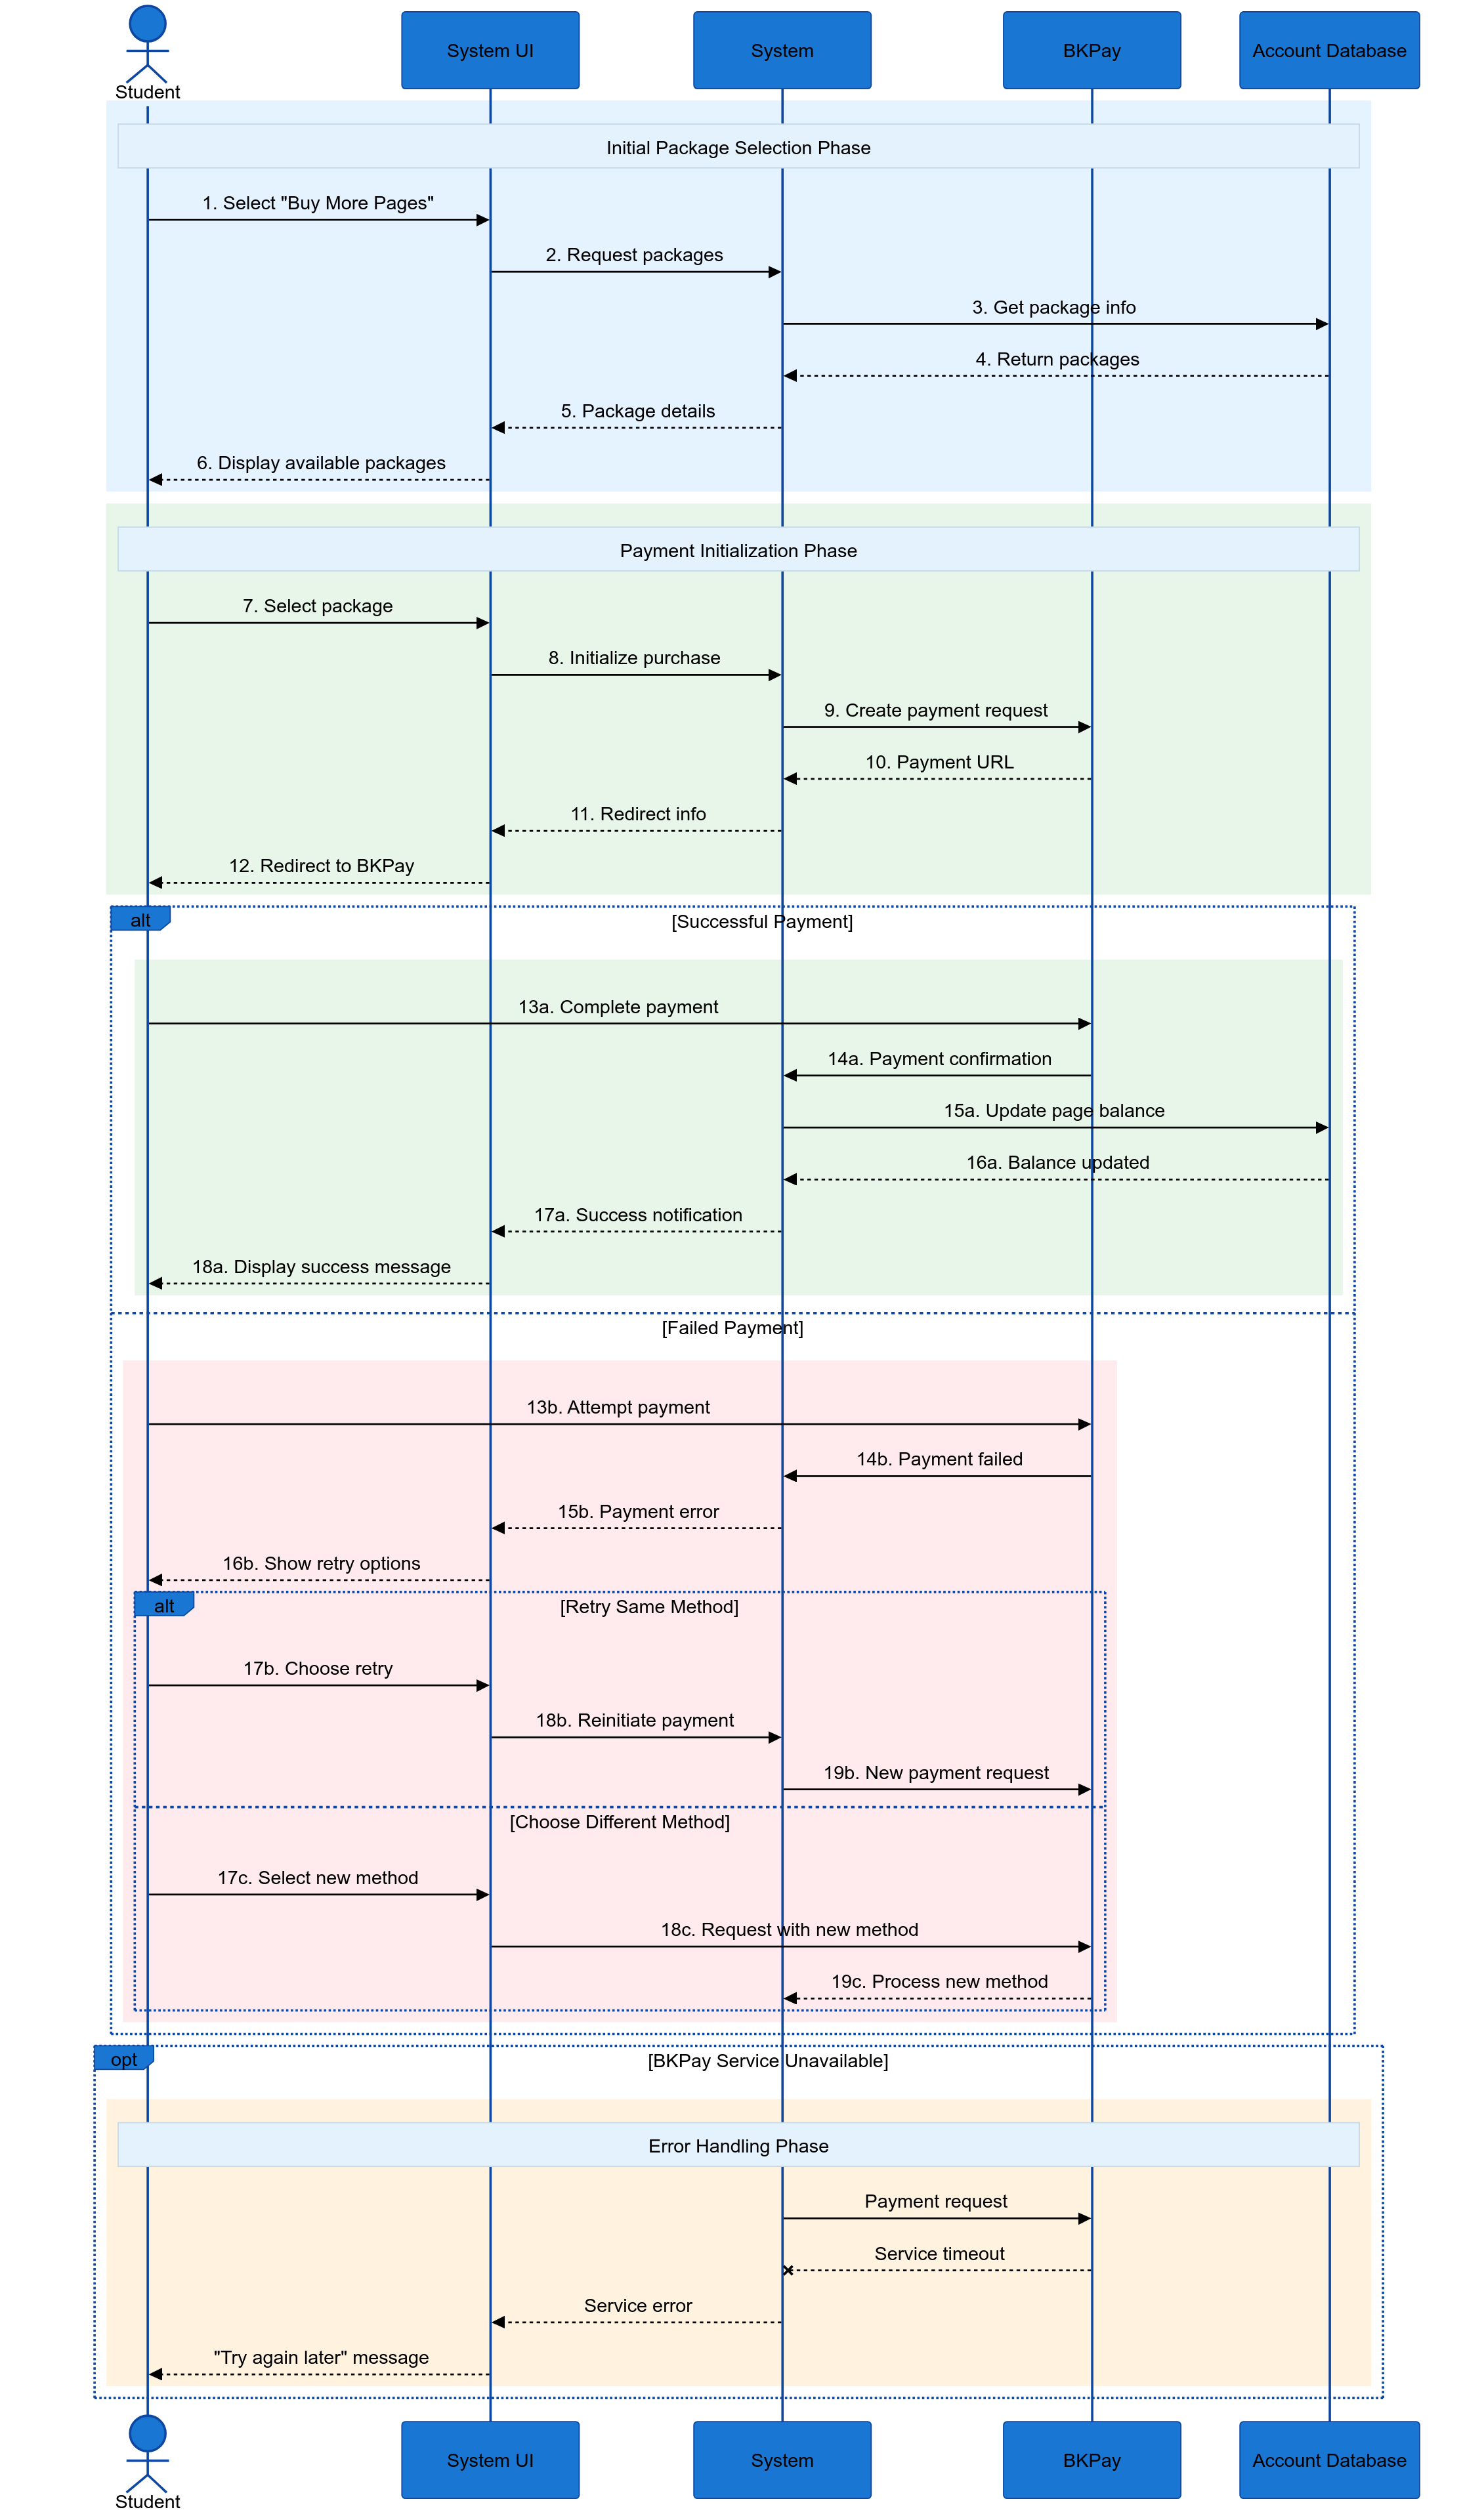 Student
System UI
System
BKPay
Account Database
Initial Package Selection Phase
1. Select "Buy More Pages"
2. Request packages
3. Get package info
4. Return packages
5. Package details
6. Display available packages
Payment Initialization Phase
7. Select package
8. Initialize purchase
9. Create payment request
10. Payment URL
11. Redirect info
12. Redirect to BKPay
alt
[Successful Payment]
13a. Complete payment
14a. Payment confirmation
15a. Update page balance
16a. Balance updated
17a. Success notification
18a. Display success message
[Failed Payment]
13b. Attempt payment
14b. Payment failed
15b. Payment error
16b. Show retry options
alt
[Retry Same Method]
17b. Choose retry
18b. Reinitiate payment
19b. New payment request
[Choose Different Method]
17c. Select new method
18c. Request with new method
19c. Process new method
opt
[BKPay Service Unavailable]
Error Handling Phase
Payment request
Service timeout
Service error
"Try again later" message
Student
System UI
System
BKPay
Account Database